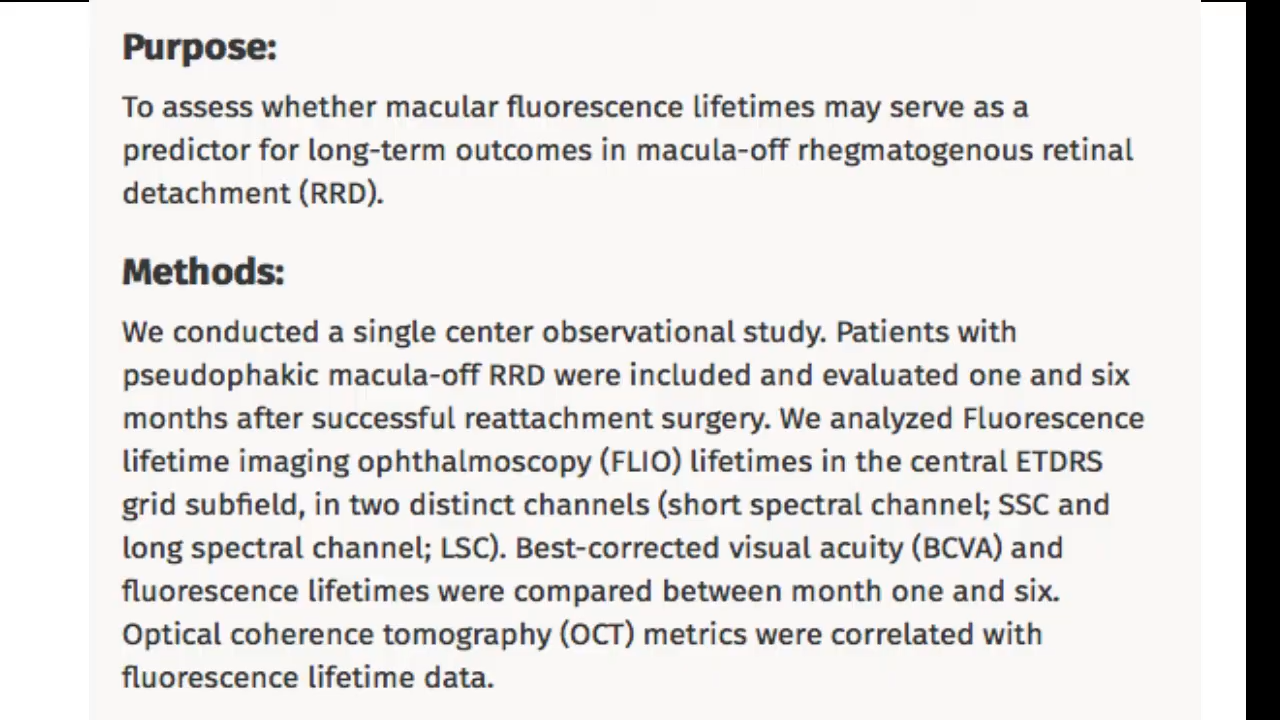 Purpose:
To assess whether macular fluorescence lifetimes may serve as a
predictor for long-term outcomes in macula-off rhegmatogenous retinal
detachment (RRD).
Methods:
We conducted a single center observational study. Patients with
pseudophakic macula-off RRD were included and evaluated one and six
months after successful reattachment surgery. We analyzed Fluorescence
lifetime imaging ophthalmoscopy (FLIO) lifetimes in the central ETDRS
grid subfield, in two distinct channels (short spectral channel; SSC and
long spectral channel; LSC). Best-corrected visual acuity (BCVA) and
fluorescence lifetimes were compared between month one and six.
Optical coherence tomography (OCT) metrics were correlated with
fluorescence lifetime data.